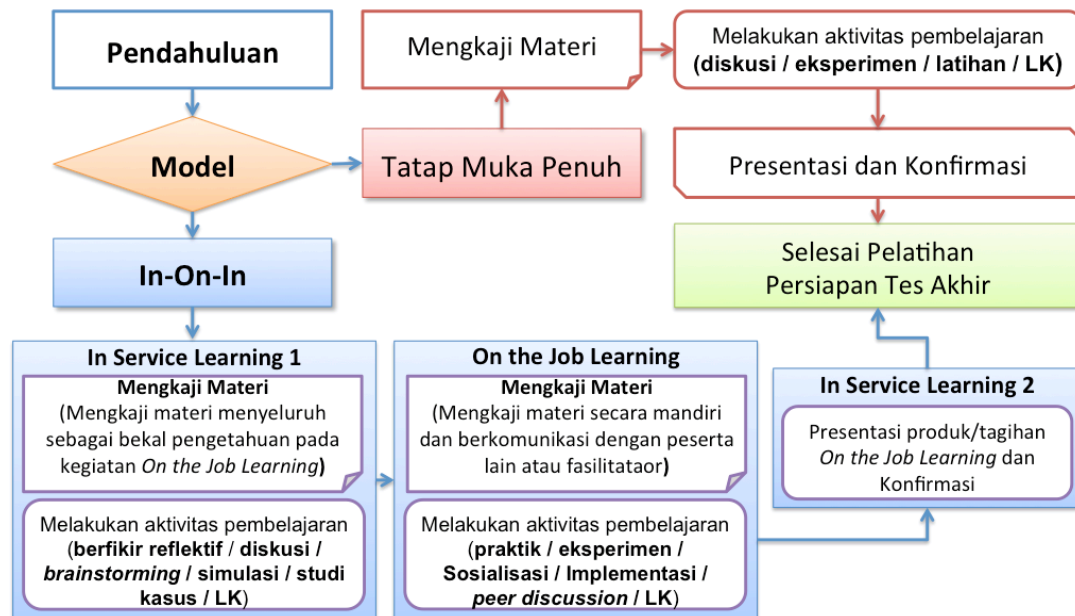 Pendahuluan
Model
Tatap Muka Penuh
Mengkaji Materi
Melakukan aktivitas pembelajaran
(diskusi / eksperimen / latihan / LK)
Presentasi dan Konfirmasi
Selesai Pelatihan
Persiapan Tes Akhir
In-On-In
In Service Learning 1
Mengkaji Materi
(Mengkaji materi menyeluruh
sebagai bekal pengetahuan pada
kegiatan On the Job Learning)
Melakukan aktivitas pembelajaran
(berfikir reflektif / diskusi /
brainstorming / simulasi / studi
kasus / LK)
On the Job Learning
Mengkaji Materi
(Mengkaji materi secara mandiri
dan berkomunikasi dengan peserta
lain atau fasilitataor)
Melakukan aktivitas pembelajaran
(praktik / eksperimen /
Sosialisasi / Implementasi /
peer discussion / LK)
In Service Learning 2
Presentasi produk/tagihan
On the Job Learning dan
Konfirmasi